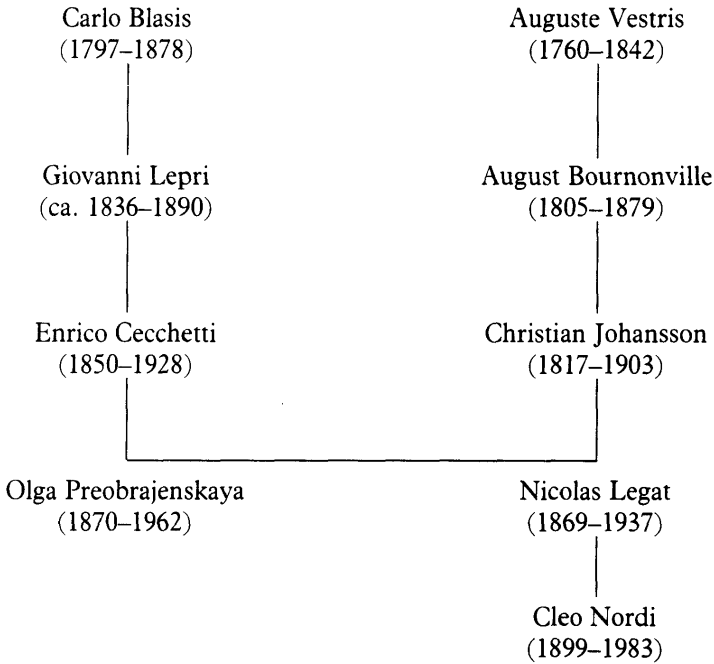 Carlo Blasis
(1797–1878)
Auguste Vestris
(1760–1842)
Giovanni Lepri
(ca. 1836–1890)
August Bournonville
(1805–1879)
Enrico Cecchetti
(1850–1928)
Christian Johansson
(1817–1903)
Olga Preobrajenskaya
(1870–1962)
Nicolas Legat
(1869–1937)
Cleo Nordi
(1899–1983)